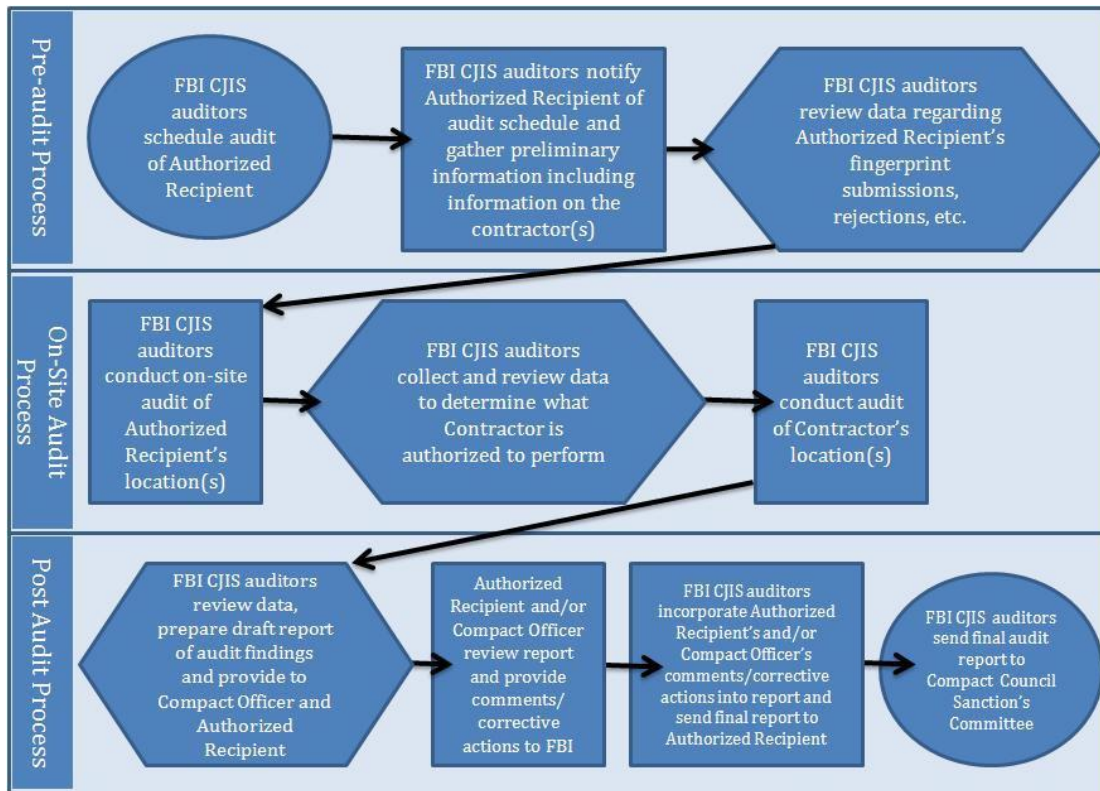 Pre-audit Process
FBI CJIS
auditors
schedule audit
of Authorized
Recipient
FBI CJIS auditors notify
Authorized Recipient of
audit schedule and
gather preliminary
information including
information on the
contractor(s)
FBI CJIS auditors
review data regarding
Authorized Recipient's
fingerprint
submissions,
rejections, etc.
On-Site Audit
Process
FBI CJIS
auditors
conduct on-site
audit of
Authorized
Recipient's
location(s)
FBI CJIS auditors
collect and review data
to determine what
Contractor is
authorized to perform
FBI CJIS
auditors
conduct audit
of Contractor's
location(s)
Post Audit Process
FBI CJIS auditors
review data,
prepare draft report
of audit findings
and provide to
Compact Officer and
Authorized
Recipient
Authorized
Recipient and/or
Compact Officer
review report
and provide
comments/
corrective
actions to FBI
FBI CJIS auditors
incorporate Authorized
Recipient's and/or
Compact Officer's
comments/corrective
actions into report and
send final report to
Authorized Recipient
FBI CJIS auditors
send final audit
report to
Compact Council
Sanction's
Committee